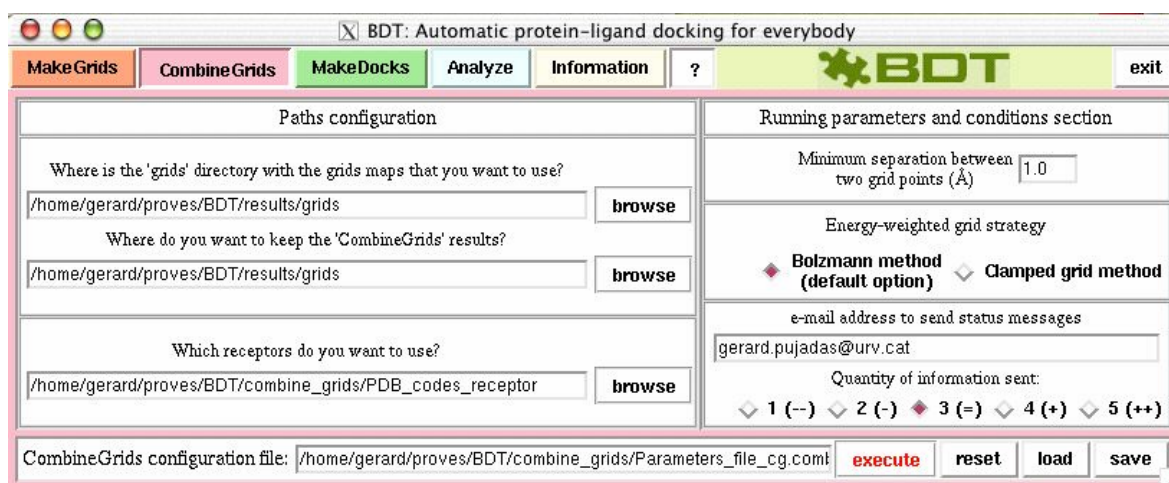 X BDT: Automatic protein-ligand docking for everybody
MakeGrids CombineGrids MakeDocks Analyze Information ? BDT exit
Paths configuration
Where is the 'grids' directory with the grids maps that you want to use?
/home/gerard/proves/BDT/results/grids browse
Where do you want to keep the 'CombineGrids' results?
/home/gerard/proves/BDT/results/grids browse
Which receptors do you want to use?
/home/gerard/proves/BDT/combine_grids/PDB_codes_receptor browse
Running parameters and conditions section
Minimum separation between
two grid points (Å) 1.0
Energy-weighted grid strategy
Bolzmann method
(default option) Clamped grid method
e-mail address to send status messages
gerard.pujadas@urv.cat
Quantity of information sent:
1 (--) 2 (-) 3 (=) 4 (+) 5 (++)
CombineGrids configuration file: /home/gerard/proves/BDT/combine_grids/Parameters_file_cg.com execute reset load save